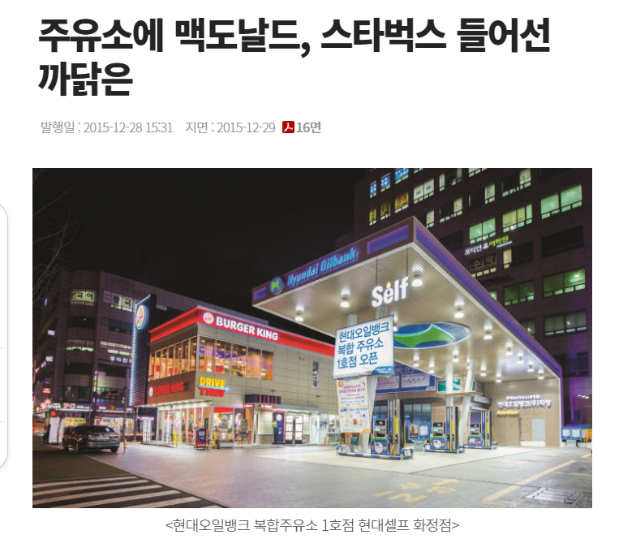 주유소에 맥도날드, 스타벅스 들어선
까닭은
발행일 : 2015-12-28 15:31 지면 : 2015-12-29 16면
Hyundai Oilbank
Self
BURGER KING
현대오일뱅크
복합 주유소
1호점 오픈
BURGER KING
DRIVE
THRU
<현대오일뱅크 복합주유소 1호점 현대셀프 화정점>